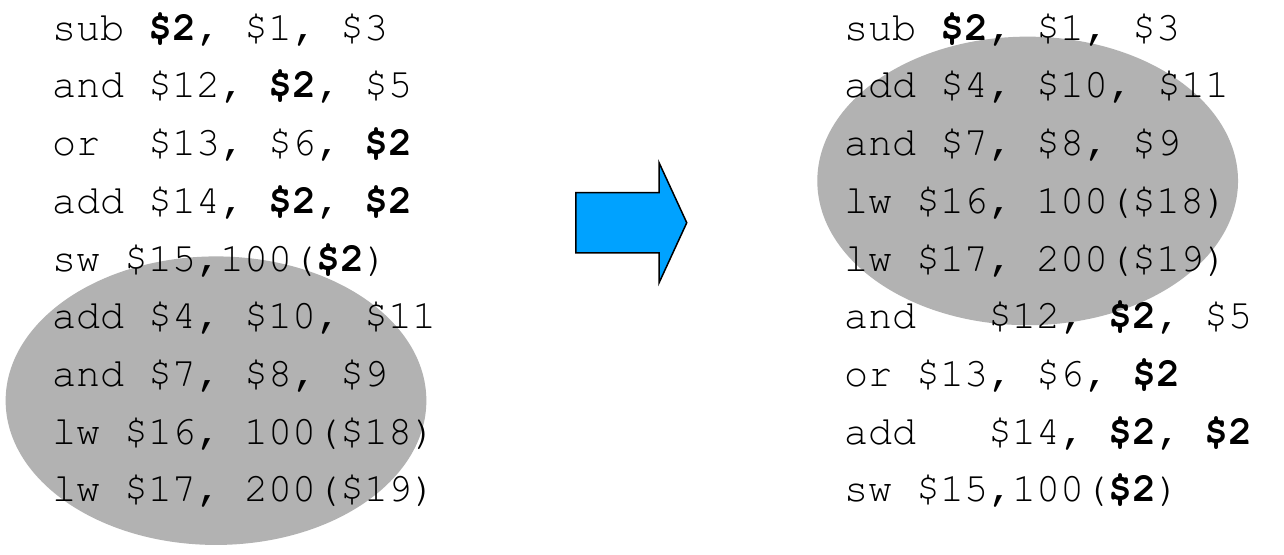 sub $2, $1, $3
and $12, $2, $5
or $13, $6, $2
add $14, $2, $2
sw $15,100($2)
add $4, $10, $11
and $7, $8, $9
lw $16, 100($18)
lw $17, 200($19)
sub $2, $1, $3
add $4, $10, $11
and $7, $8, $9
lw $16, 100($18)
lw $17, 200($19)
and $12, $2, $5
or $13, $6, $2
add $14, $2, $2
sw $15,100($2)